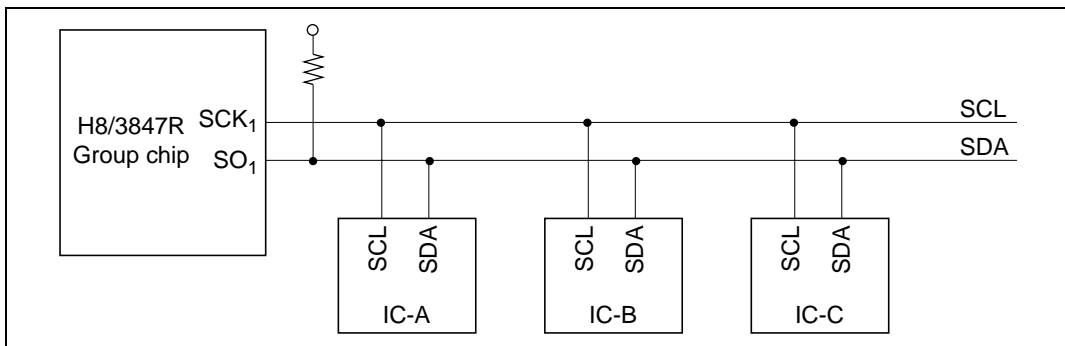 H8/3847R
Group chip
SCK₁
SO₁
SCL
SDA
SCL
SDA
IC-A
SCL
SDA
IC-B
SCL
SDA
IC-C